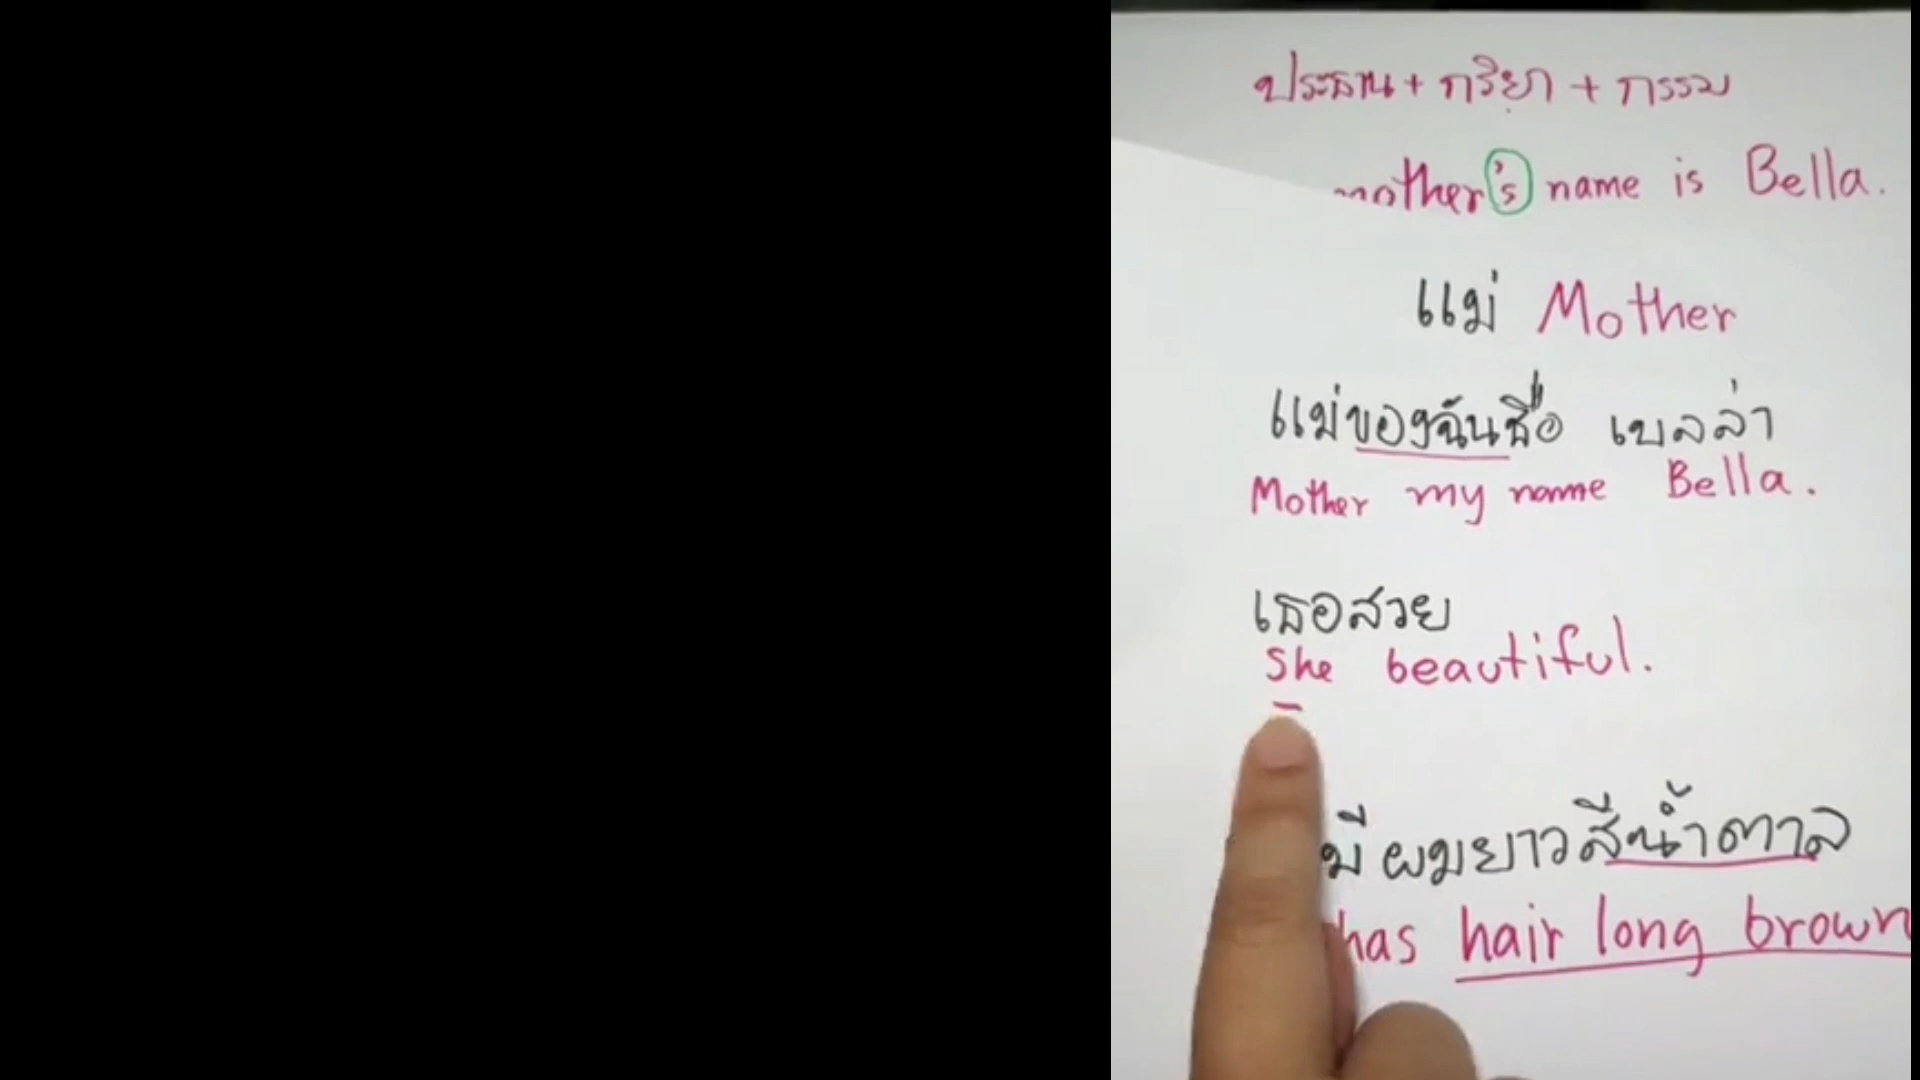 ประธาน + กริยา + กรรม
mother's name is Bella.
แม่ Mother
แม่ของฉันชื่อ เบลล่า
Mother my name Bella.
เธอสวย
She beautiful.
มีผมยาวสีน้ำตาล
has hair long brown